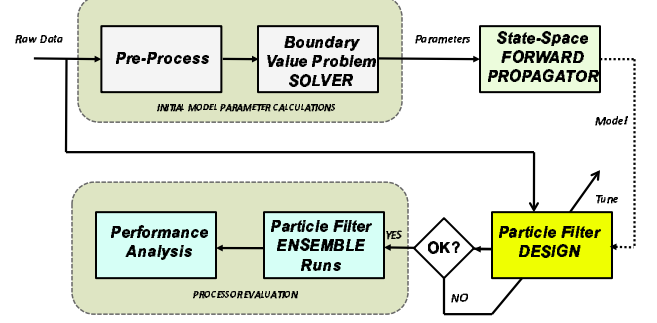 Raw Data
Pre-Process
Boundary
Value Problem
SOLVER
Parameters
State-Space
FORWARD
PROPAGATOR
INITIAL MODEL PARAMETER CALCULATIONS
Model
Tune
Performance
Analysis
Particle Filter
ENSEMBLE
Runs
YES
OK?
Particle Filter
DESIGN
NO
PROCESSOR EVALUATION